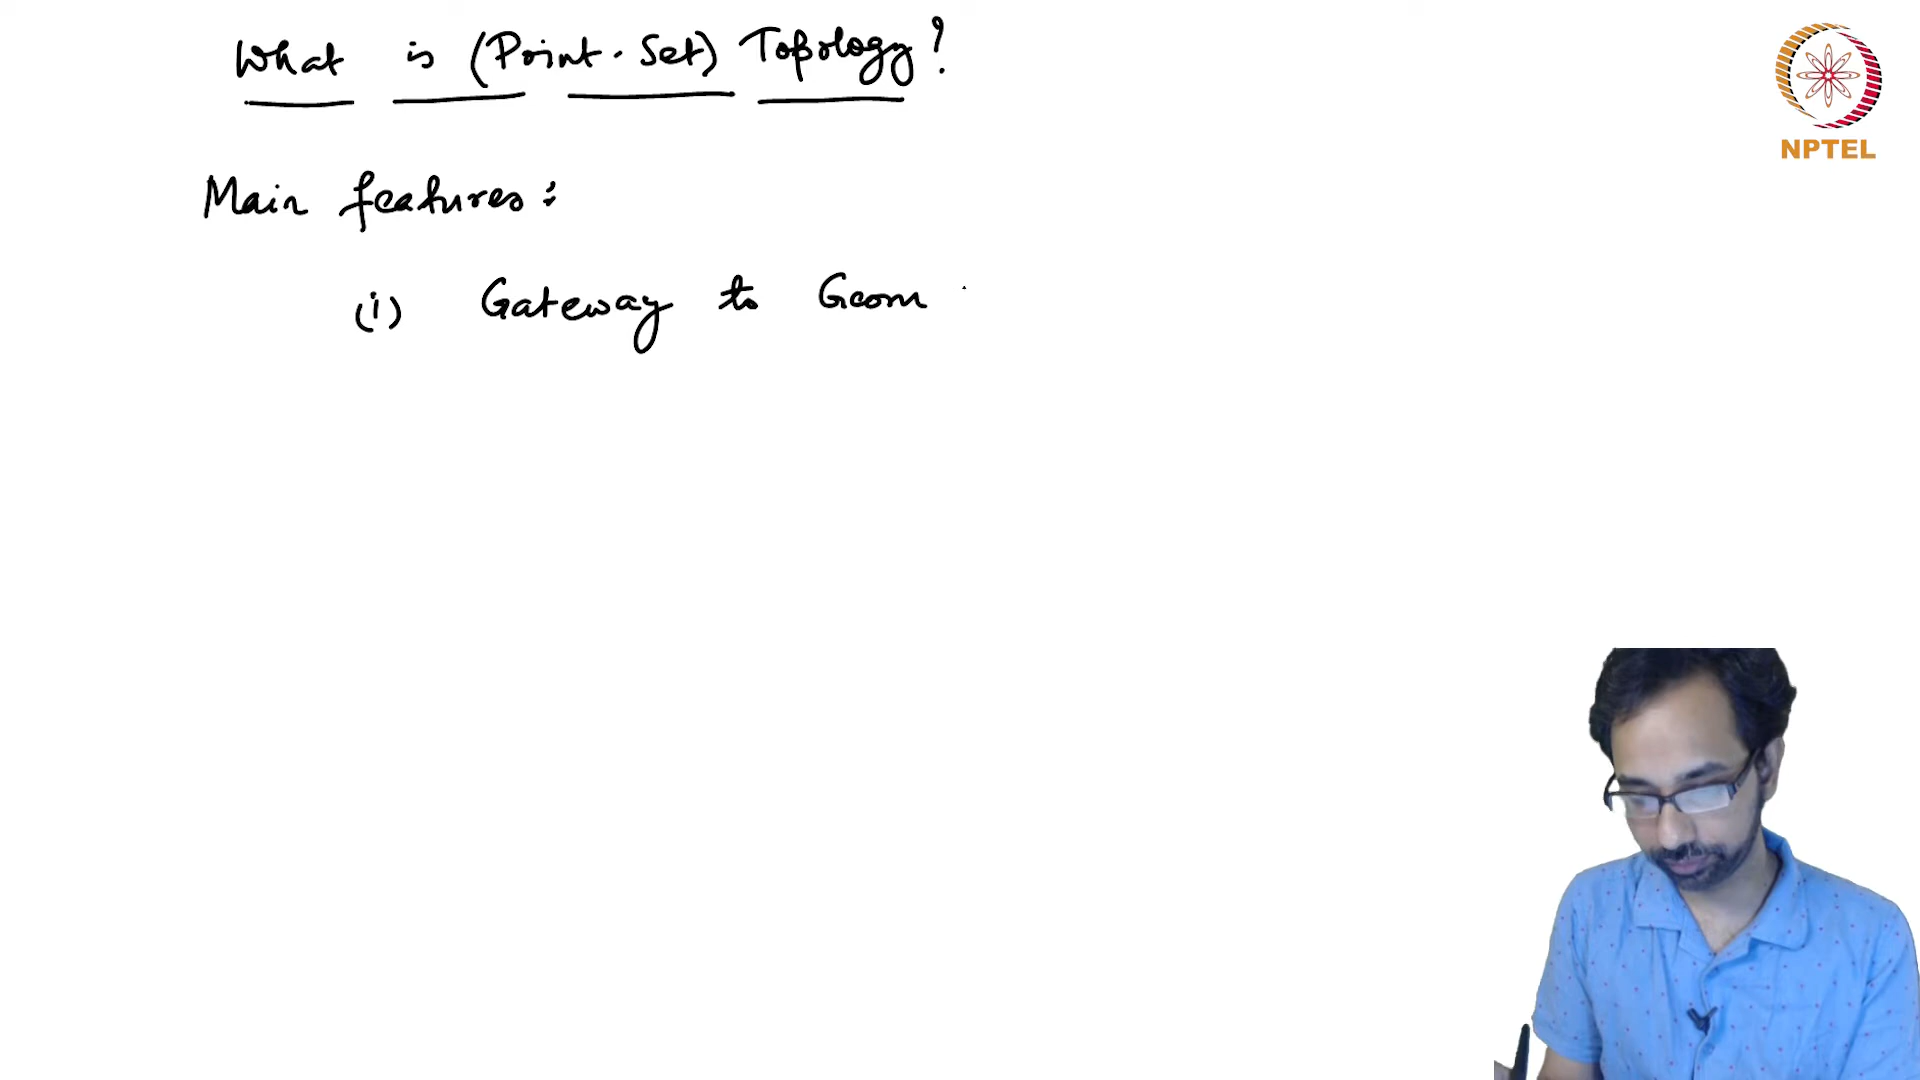 What is (Point-Set) Topology?
NPTEL
Main features:
(i) Gateway to Geom